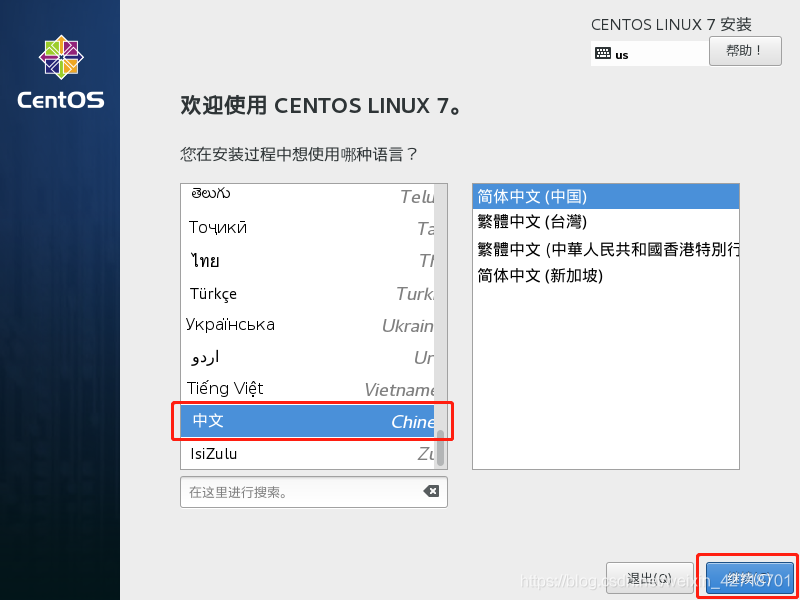 CENTOS LINUX 7 安装
us
帮助！
CentOS
欢迎使用 CENTOS LINUX 7。
您在安装过程中想使用哪种语言？
తెలుగు Telu
Тоҷикӣ Ta
ไทย Th
Türkçe Turk
Українська Ukrain
اردو Ur
Tiếng Việt Vietname
中文 Chine
IsiZulu Zu
简体中文 (中国)
繁體中文 (台灣)
繁體中文 (中華人民共和國香港特別行
简体中文 (新加坡)
在这里进行搜索。
退出(Q)
继续(C)
https://blog.csdn.net/weixin_42718701